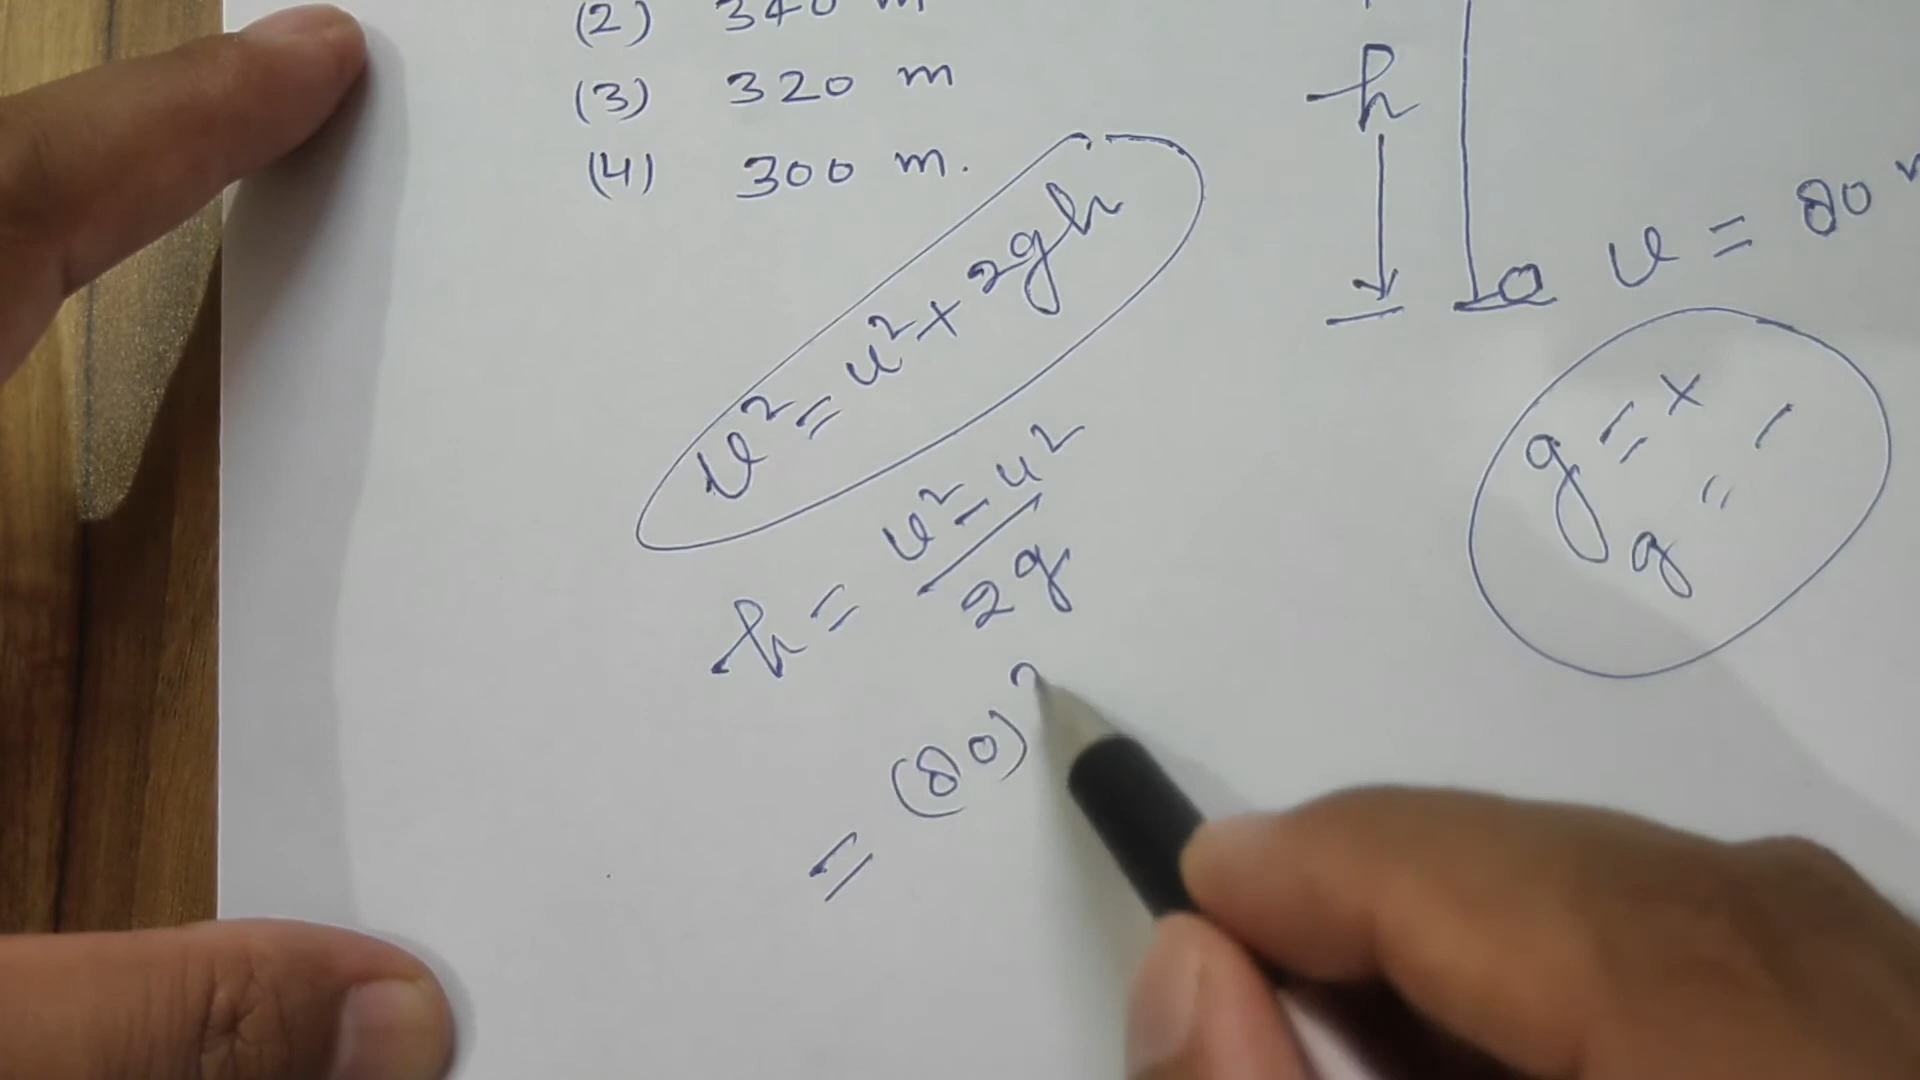 (2) 340 m
(3) 320 m
(4) 300 m.
h
v = 80
v² = u² + 2gh
g = +
g = -
h = v² - u² / 2g
= (80)²